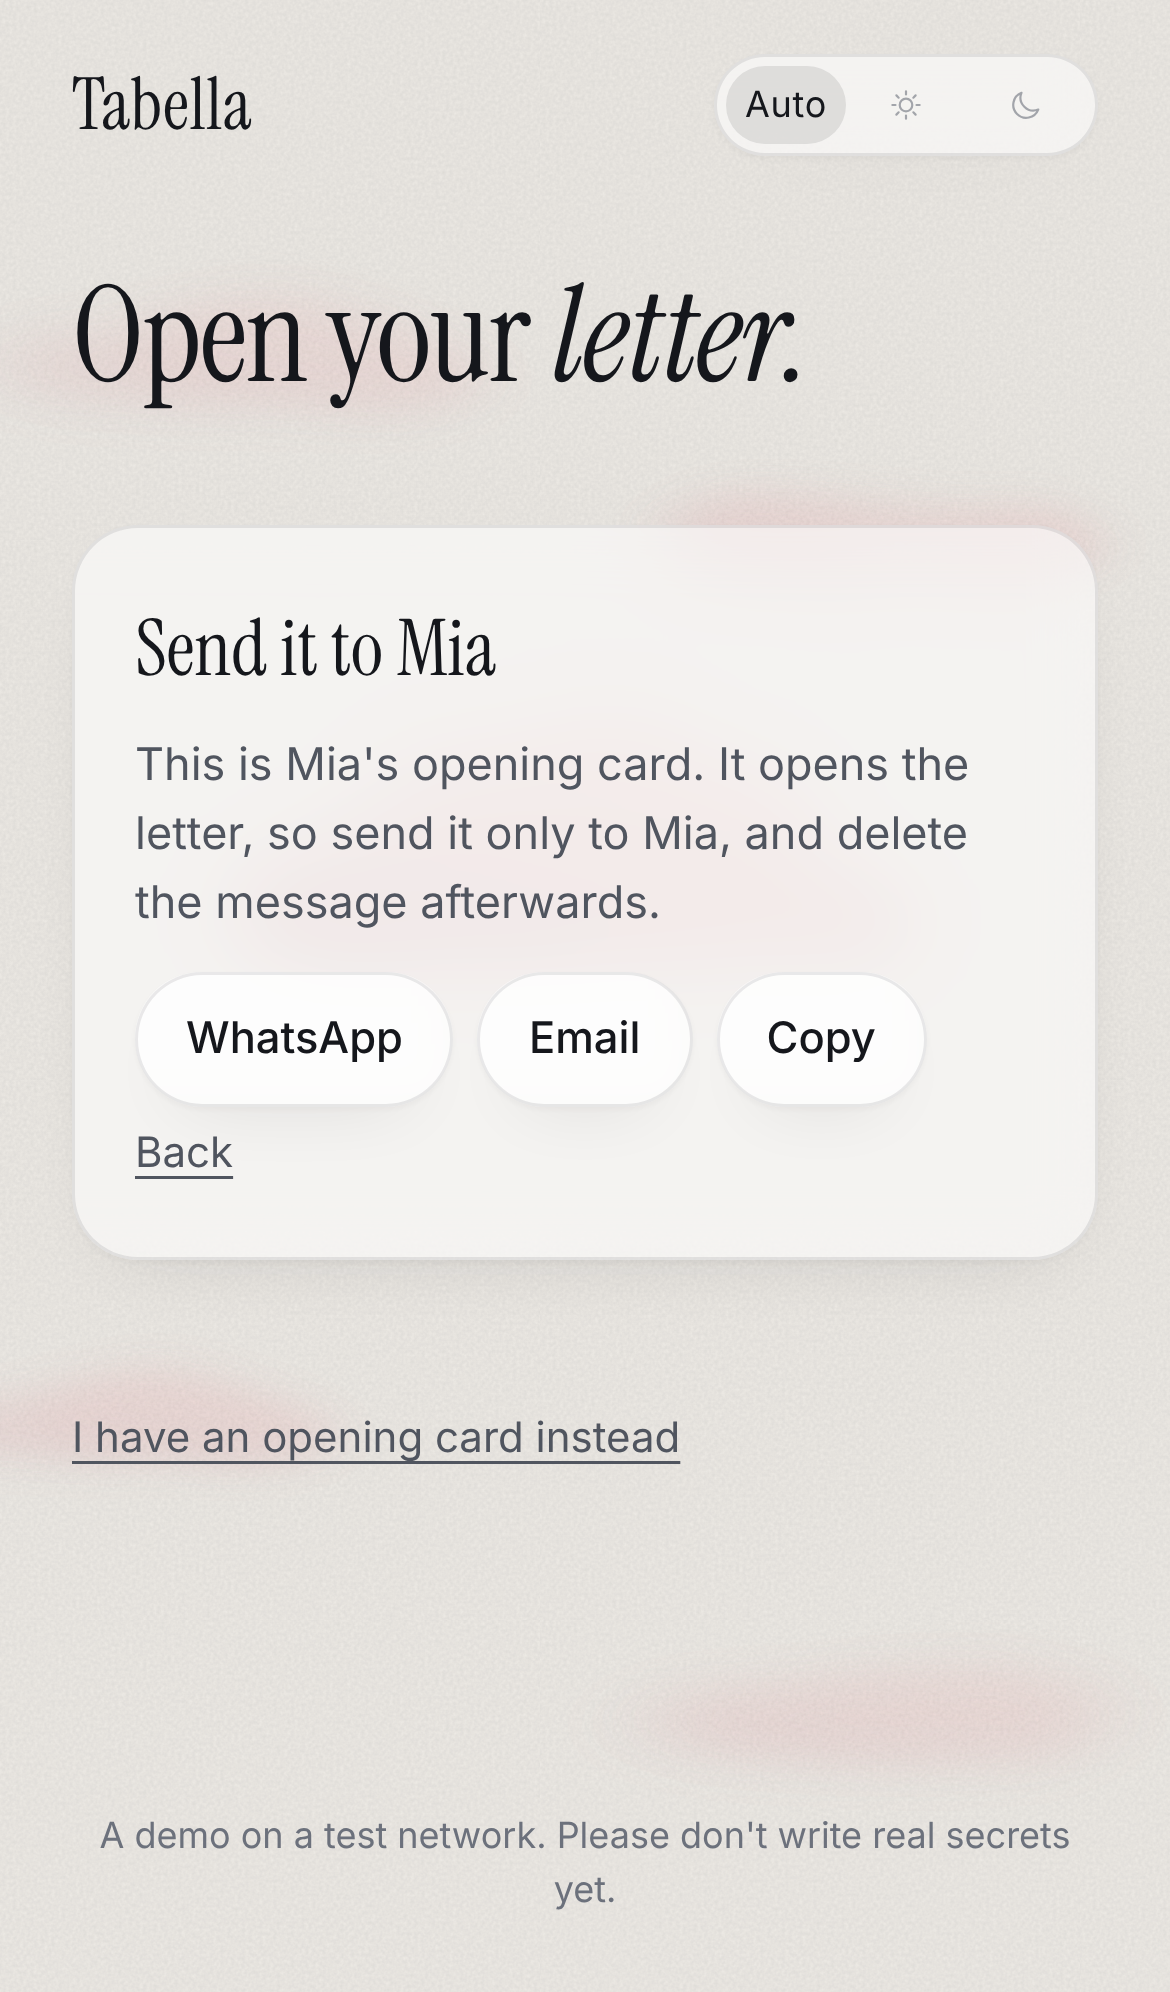 Tabella
Auto
Open your letter.
Send it to Mia
This is Mia's opening card. It opens the
letter, so send it only to Mia, and delete
the message afterwards.
WhatsApp Email Copy
Back
I have an opening card instead
A demo on a test network. Please don't write real secrets
yet.